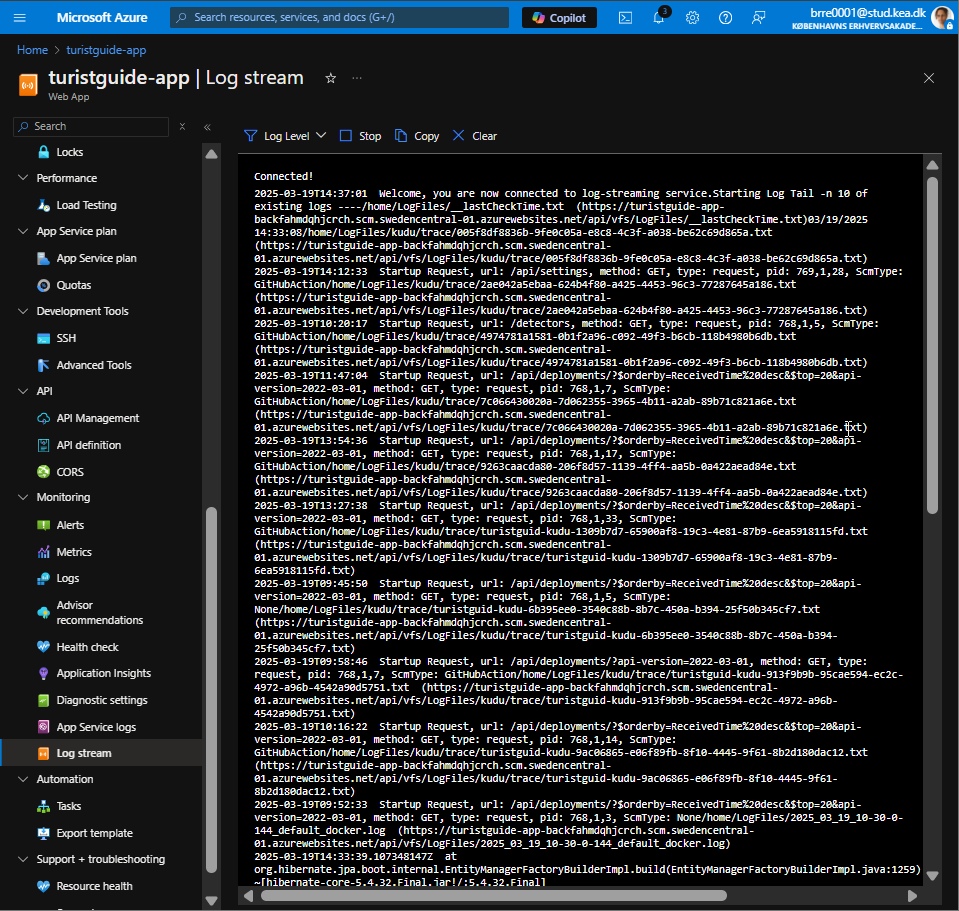 Microsoft Azure
Search resources, services, and docs (G+/)
Copilot
3
brre0001@stud.kea.dk
KØBENHAVNS ERHVERVSAKADE...
Home > turistguide-app
turistguide-app | Log stream
Web App
Search
Log Level
Stop
Copy
Clear
Locks
Performance
Load Testing
App Service plan
App Service plan
Quotas
Development Tools
SSH
Advanced Tools
API
API Management
API definition
CORS
Monitoring
Alerts
Metrics
Logs
Advisor
recommendations
Health check
Application Insights
Diagnostic settings
App Service logs
Log stream
Automation
Tasks
Export template
Support + troubleshooting
Resource health
Connected!
2025-03-19T14:37:01  Welcome, you are now connected to log-streaming service.Starting Log Tail -n 10 of
existing logs ----/home/LogFiles/__lastCheckTime.txt  (https://turistguide-app-
backfahmdqhjcrch.scm.swedencentral-01.azurewebsites.net/api/vfs/LogFiles/__lastCheckTime.txt)03/19/2025
14:33:08/home/LogFiles/kudu/trace/005f8df8836b-9fe0c05a-e8c8-4c3f-a038-be62c69d865a.txt
(https://turistguide-app-backfahmdqhjcrch.scm.swedencentral-
01.azurewebsites.net/api/vfs/LogFiles/kudu/trace/005f8df8836b-9fe0c05a-e8c8-4c3f-a038-be62c69d865a.txt)
2025-03-19T14:12:33  Startup Request, url: /api/settings, method: GET, type: request, pid: 769,1,28, ScmType:
GitHubAction/home/LogFiles/kudu/trace/2ae042a5ebaa-624b4f80-a425-4453-96c3-77287645a186.txt
(https://turistguide-app-backfahmdqhjcrch.scm.swedencentral-
01.azurewebsites.net/api/vfs/LogFiles/kudu/trace/2ae042a5ebaa-624b4f80-a425-4453-96c3-77287645a186.txt)
2025-03-19T10:20:17  Startup Request, url: /detectors, method: GET, type: request, pid: 768,1,5, ScmType:
GitHubAction/home/LogFiles/kudu/trace/4974781a1581-0b1f2a96-c092-49f3-b6cb-118b4980b6db.txt
(https://turistguide-app-backfahmdqhjcrch.scm.swedencentral-
01.azurewebsites.net/api/vfs/LogFiles/kudu/trace/4974781a1581-0b1f2a96-c092-49f3-b6cb-118b4980b6db.txt)
2025-03-19T11:47:04  Startup Request, url: /api/deployments/?$orderby=ReceivedTime%20desc&$top=20&api-
version=2022-03-01, method: GET, type: request, pid: 768,1,7, ScmType:
GitHubAction/home/LogFiles/kudu/trace/7c066430020a-7d062355-3965-4b11-a2ab-89b71c821a6e.txt
(https://turistguide-app-backfahmdqhjcrch.scm.swedencentral-
01.azurewebsites.net/api/vfs/LogFiles/kudu/trace/7c066430020a-7d062355-3965-4b11-a2ab-89b71c821a6e.txt)
2025-03-19T13:54:36  Startup Request, url: /api/deployments/?$orderby=ReceivedTime%20desc&$top=20&api-
version=2022-03-01, method: GET, type: request, pid: 768,1,17, ScmType:
GitHubAction/home/LogFiles/kudu/trace/9263caacda80-206f8d57-1139-4ff4-aa5b-0a422aead84e.txt
(https://turistguide-app-backfahmdqhjcrch.scm.swedencentral-
01.azurewebsites.net/api/vfs/LogFiles/kudu/trace/9263caacda80-206f8d57-1139-4ff4-aa5b-0a422aead84e.txt)
2025-03-19T13:27:38  Startup Request, url: /api/deployments/?$orderby=ReceivedTime%20desc&$top=20&api-
version=2022-03-01, method: GET, type: request, pid: 768,1,33, ScmType:
GitHubAction/home/LogFiles/kudu/trace/turistguid-kudu-1309b7d7-65900af8-19c3-4e81-87b9-6ea5918115fd.txt
(https://turistguide-app-backfahmdqhjcrch.scm.swedencentral-
01.azurewebsites.net/api/vfs/LogFiles/kudu/trace/turistguid-kudu-1309b7d7-65900af8-19c3-4e81-87b9-
6ea5918115fd.txt)
2025-03-19T09:45:50  Startup Request, url: /api/deployments/?$orderby=ReceivedTime%20desc&$top=20&api-
version=2022-03-01, method: GET, type: request, pid: 768,1,5, ScmType:
None/home/LogFiles/kudu/trace/turistguid-kudu-6b395ee0-3540c88b-8b7c-450a-b394-25f50b345cf7.txt
(https://turistguide-app-backfahmdqhjcrch.scm.swedencentral-
01.azurewebsites.net/api/vfs/LogFiles/kudu/trace/turistguid-kudu-6b395ee0-3540c88b-8b7c-450a-b394-
25f50b345cf7.txt)
2025-03-19T09:58:46  Startup Request, url: /api/deployments/?api-version=2022-03-01, method: GET, type:
request, pid: 768,1,7, ScmType: GitHubAction/home/LogFiles/kudu/trace/turistguid-kudu-913f9b9b-95cae594-ec2c-
4972-a96b-4542a90d5751.txt  (https://turistguide-app-backfahmdqhjcrch.scm.swedencentral-
01.azurewebsites.net/api/vfs/LogFiles/kudu/trace/turistguid-kudu-913f9b9b-95cae594-ec2c-4972-a96b-
4542a90d5751.txt)
2025-03-19T10:16:22  Startup Request, url: /api/deployments/?$orderby=ReceivedTime%20desc&$top=20&api-
version=2022-03-01, method: GET, type: request, pid: 768,1,14, ScmType:
GitHubAction/home/LogFiles/kudu/trace/turistguid-kudu-9ac06865-e06f89fb-8f10-4445-9f61-8b2d180dac12.txt
(https://turistguide-app-backfahmdqhjcrch.scm.swedencentral-
01.azurewebsites.net/api/vfs/LogFiles/kudu/trace/turistguid-kudu-9ac06865-e06f89fb-8f10-4445-9f61-
8b2d180dac12.txt)
2025-03-19T09:52:33  Startup Request, url: /api/deployments/?$orderby=ReceivedTime%20desc&$top=20&api-
version=2022-03-01, method: GET, type: request, pid: 768,1,3, ScmType: None/home/LogFiles/2025_03_19_10-30-0-
144_default_docker.log  (https://turistguide-app-backfahmdqhjcrch.scm.swedencentral-
01.azurewebsites.net/api/vfs/LogFiles/2025_03_19_10-30-0-144_default_docker.log)
2025-03-19T14:33:39.107348147Z  at
org.hibernate.jpa.boot.internal.EntityManagerFactoryBuilderImpl.build(EntityManagerFactoryBuilderImpl.java:1259)
~[hibernate-core-5.4.32.Final.jar!/:5.4.32.Final]